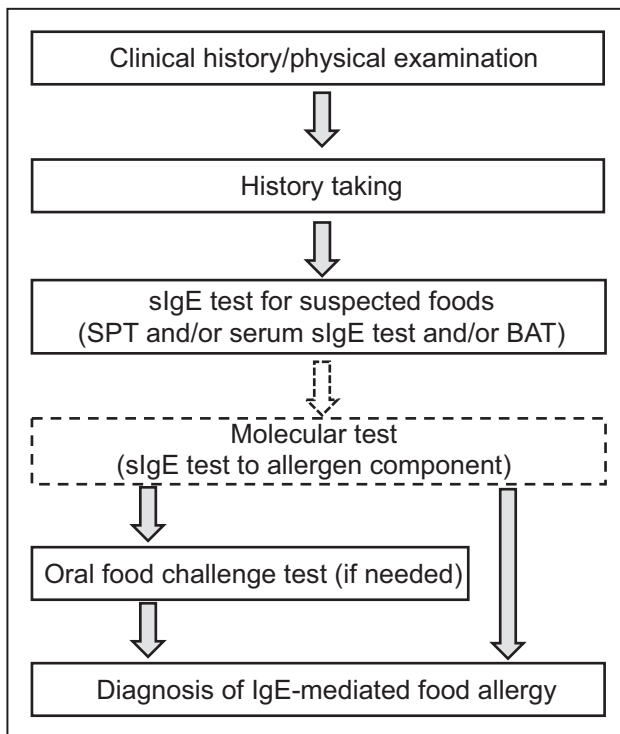 Clinical history/physical examination
History taking
sIgE test for suspected foods
(SPT and/or serum sIgE test and/or BAT)
Molecular test
(sIgE test to allergen component)
Oral food challenge test (if needed)
Diagnosis of IgE-mediated food allergy